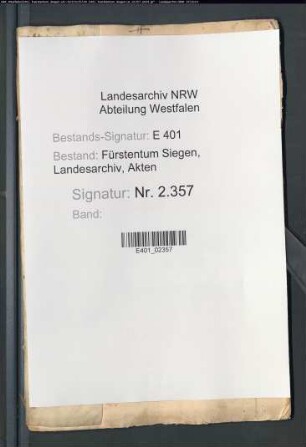 Landesarchiv NRW
Abteilung Westfalen
Bestands-Signatur: E 401
Bestand: Fürstentum Siegen,
Landesarchiv, Akten
Signatur: Nr. 2.357
Band:
E401_02357